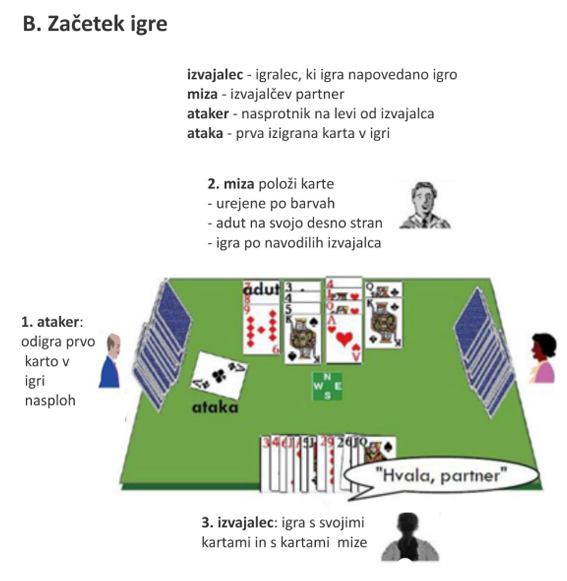 B. Začetek igre
izvajalec - igralec, ki igra napovedano igro
miza - izvajalčev partner
ataker - nasprotnik na levi od izvajalca
ataka - prva izigrana karta v igri
2. miza položi karte
- urejene po barvah
- adut na svojo desno stran
- igra po navodilih izvajalca
1. ataker:
odigra prvo
karto v
igri
nasploh
adut
ataka
N
W E
S
"Hvala, partner"
3. izvajalec: igra s svojimi
kartami in s kartami mize